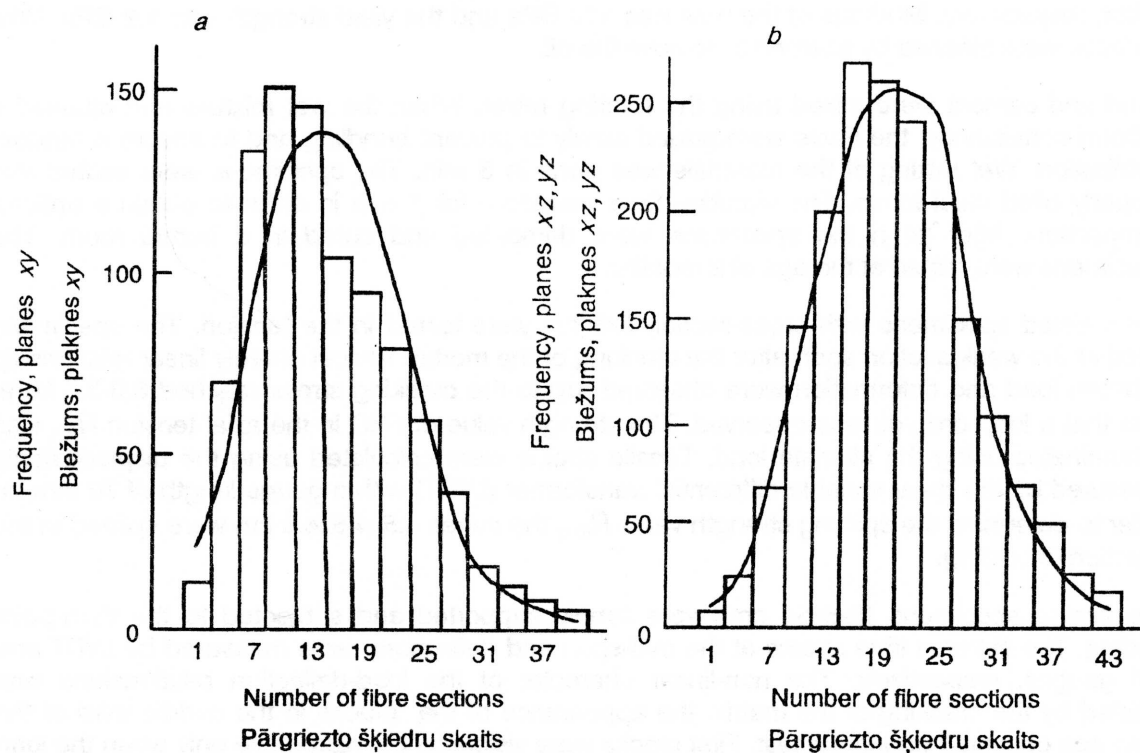 a
150
100
50
0
Frequency, planes xy
Biežums, plaknes xy
1 7 13 19 25 31 37
Number of fibre sections
Pārgriezto šķiedru skaits
b
250
200
150
100
50
0
Frequency, planes xz, yz
Biežums, plaknes xz, yz
1 7 13 19 25 31 37 43
Number of fibre sections
Pārgriezto šķiedru skaits